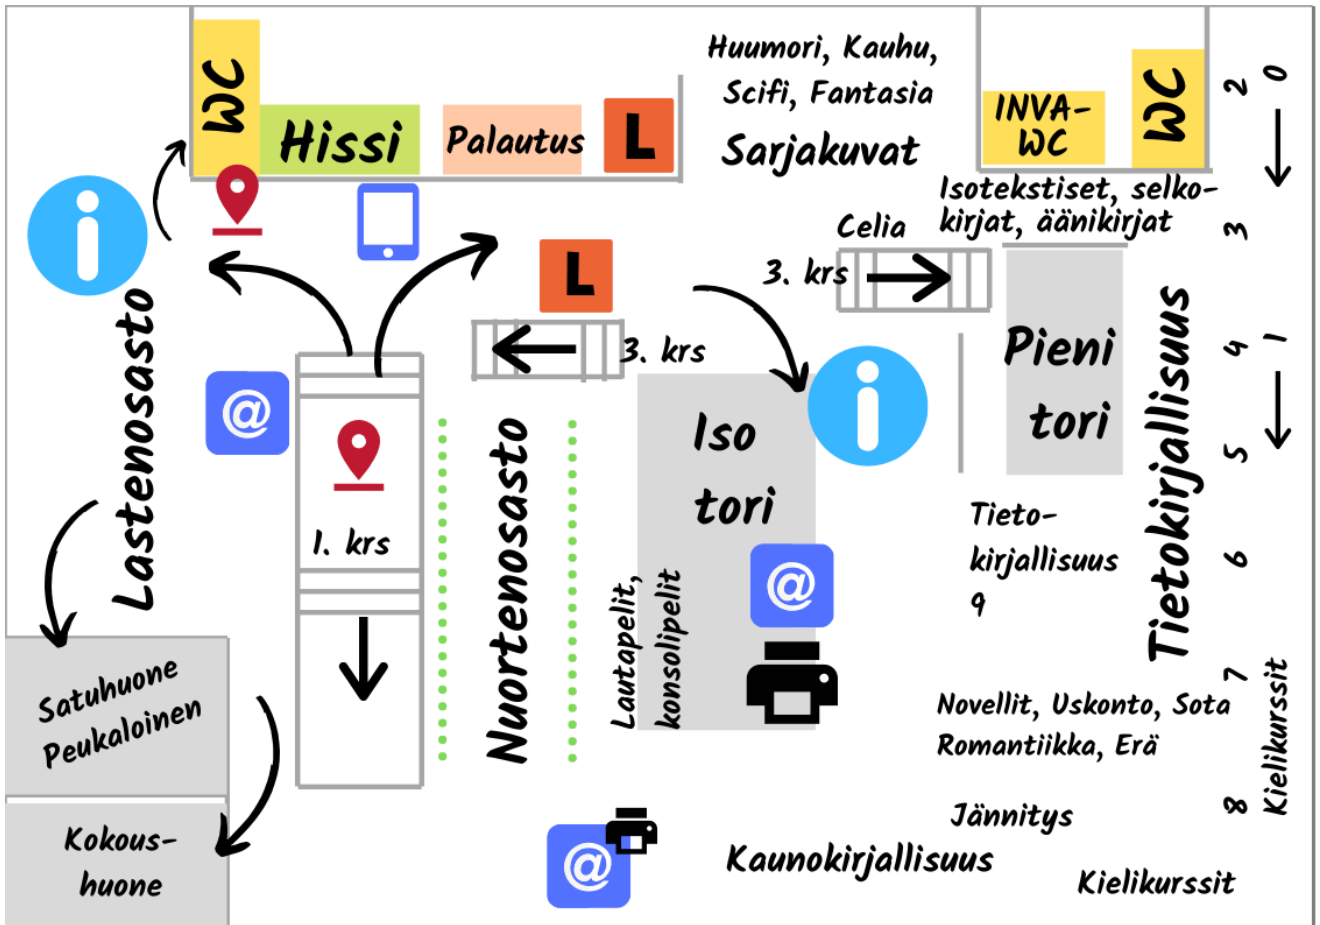 WC
Hissi
Palautus
L
Huumori, Kauhu,
Scifi, Fantasia
Sarjakuvat
INVA-
WC
WC
2
0
i
Isotekstiset, selko-
kirjat, äänikirjat
Celia
3
3. krs
L
3. krs
Lastenosasto
@
1. krs
Nuortenosasto
Iso
tori
i
Pieni
tori
Tietokirjallisuus
4
1
5
Tieto-
kirjallisuus
9
6
@
Lautapelit,
konsolipelit
Satuhuone
Peukaloinen
7
Novellit, Uskonto, Sota
Romantiikka, Erä
Kielikurssit
8
Jännitys
Kokous-
huone
@
Kaunokirjallisuus
Kielikurssit